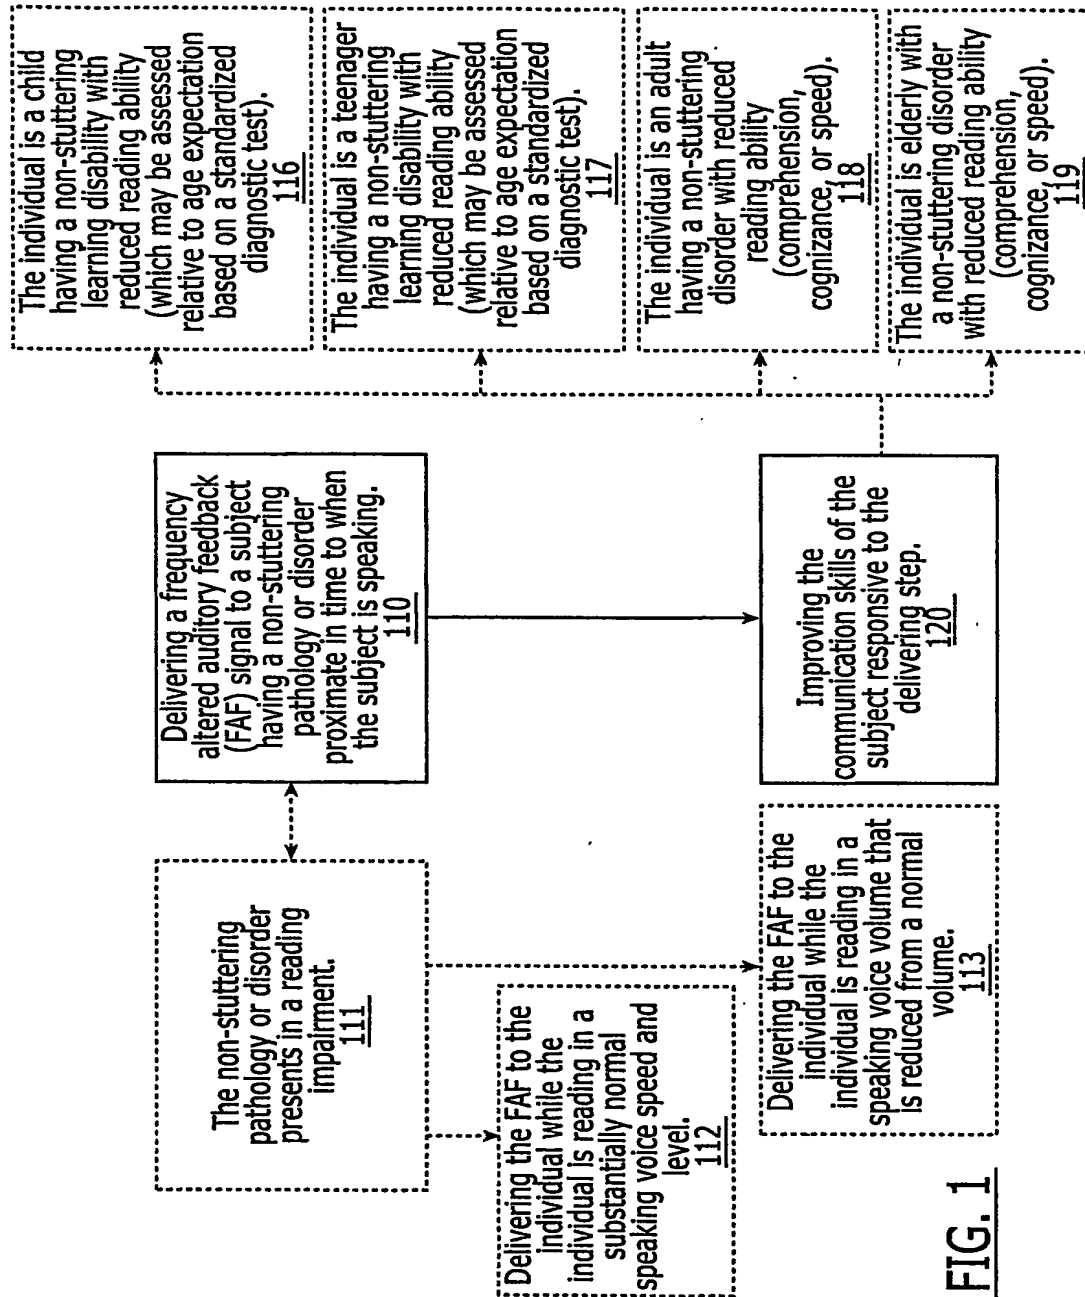 Delivering a frequency
altered auditory feedback
(FAF) signal to a subject
having a non-stuttering
pathology or disorder
proximate in time to when
the subject is speaking.
110
The non-stuttering
pathology or disorder
presents in a reading
impairment.
111
Delivering the FAF to the
individual while the
individual is reading in a
substantially normal
speaking voice speed and
level.
112
Delivering the FAF to the
individual while the
individual is reading in a
speaking voice volume that
is reduced from a normal
volume.
113
Improving the
communication skills of the
subject responsive to the
delivering step.
120
The individual is a child
having a non-stuttering
learning disability with
reduced reading ability
(which may be assessed
relative to age expectation
based on a standardized
diagnostic test).
116
The individual is a teenager
having a non-stuttering
learning disability with
reduced reading ability
(which may be assessed
relative to age expectation
based on a standardized
diagnostic test).
117
The individual is an adult
having a non-stuttering
disorder with reduced
reading ability
(comprehension,
cognizance, or speed).
118
The individual is elderly with
a non-stuttering disorder
with reduced reading ability
(comprehension,
cognizance, or speed).
119
FIG. 1